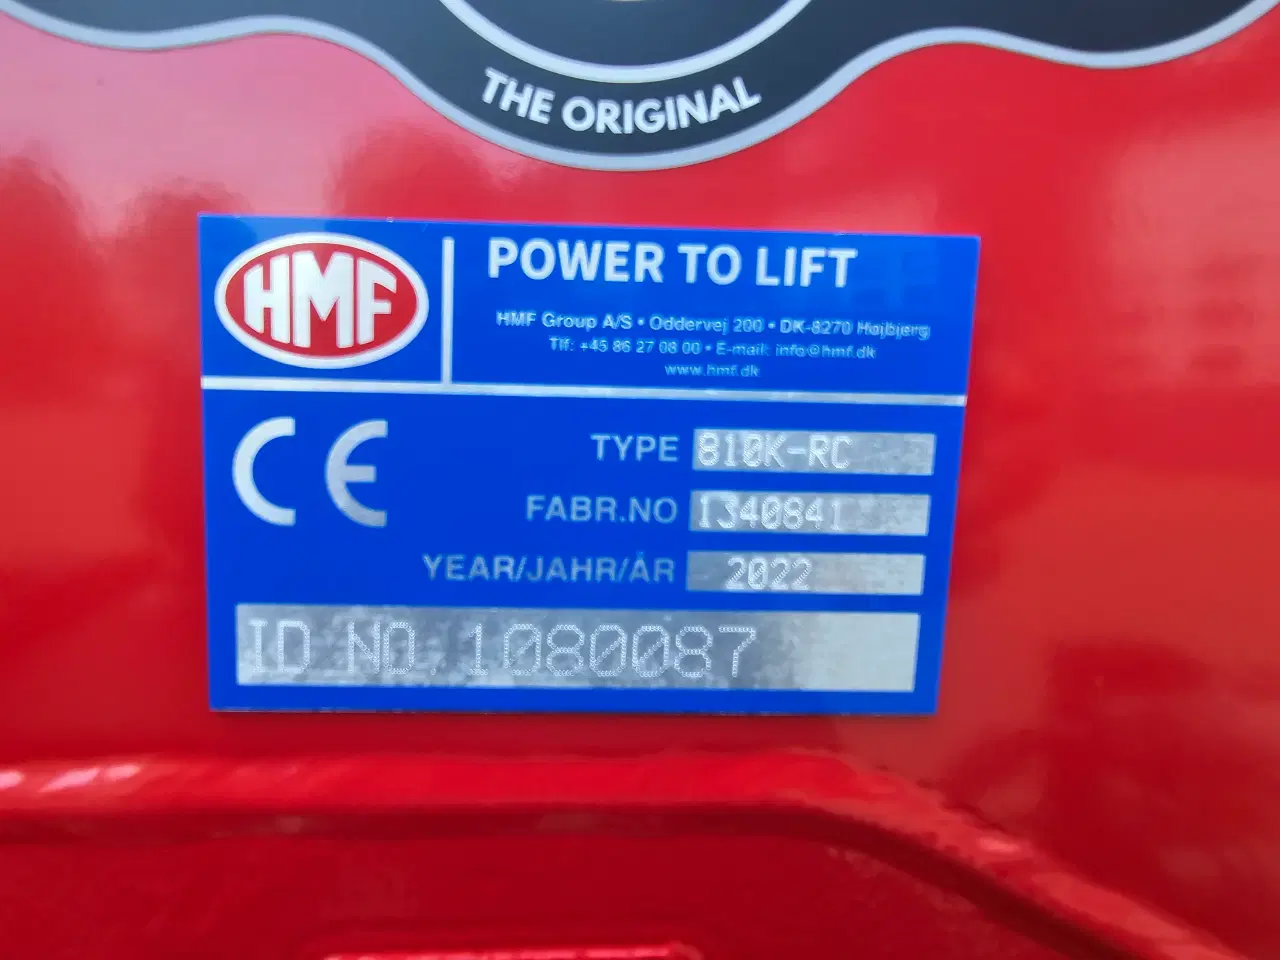 THE ORIGINAL
HMF
POWER TO LIFT
HMF Group A/S • Oddervej 200 • DK-8270 Højbjerg
Tlf: +45 86 27 08 00 • E-mail: info@hmf.dk
www.hmf.dk
CE
TYPE 810K-RC
FABR.NO 1340841
YEAR/JAHR/ÅR 2022
ID NO. 1080087